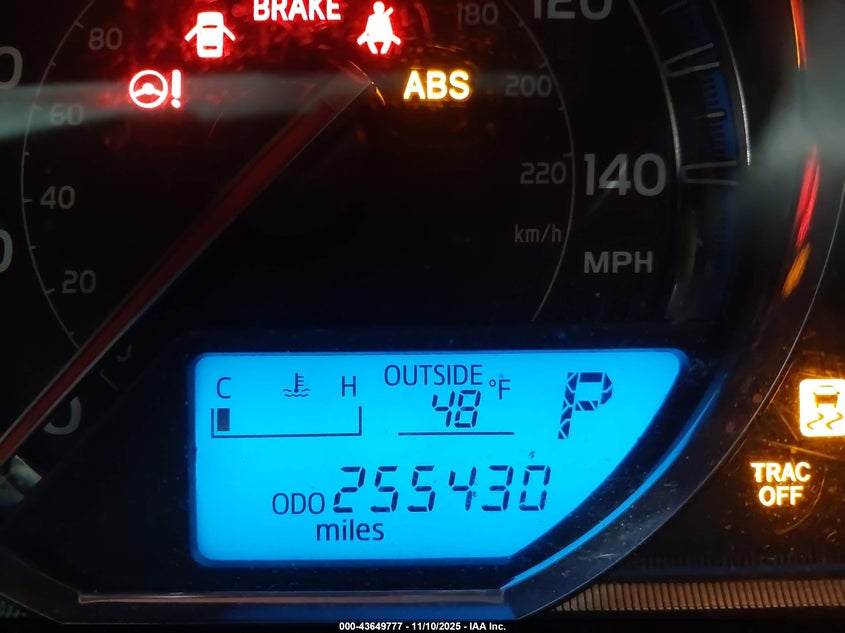 BRAKE
80
180
120
ABS
200
60
40
220
140
km/h
MPH
20
0
C
H
OUTSIDE
48 °F
P
ODO 255430
miles
TRAC
OFF
000-43649777 - 11/10/2025 - IAA Inc.